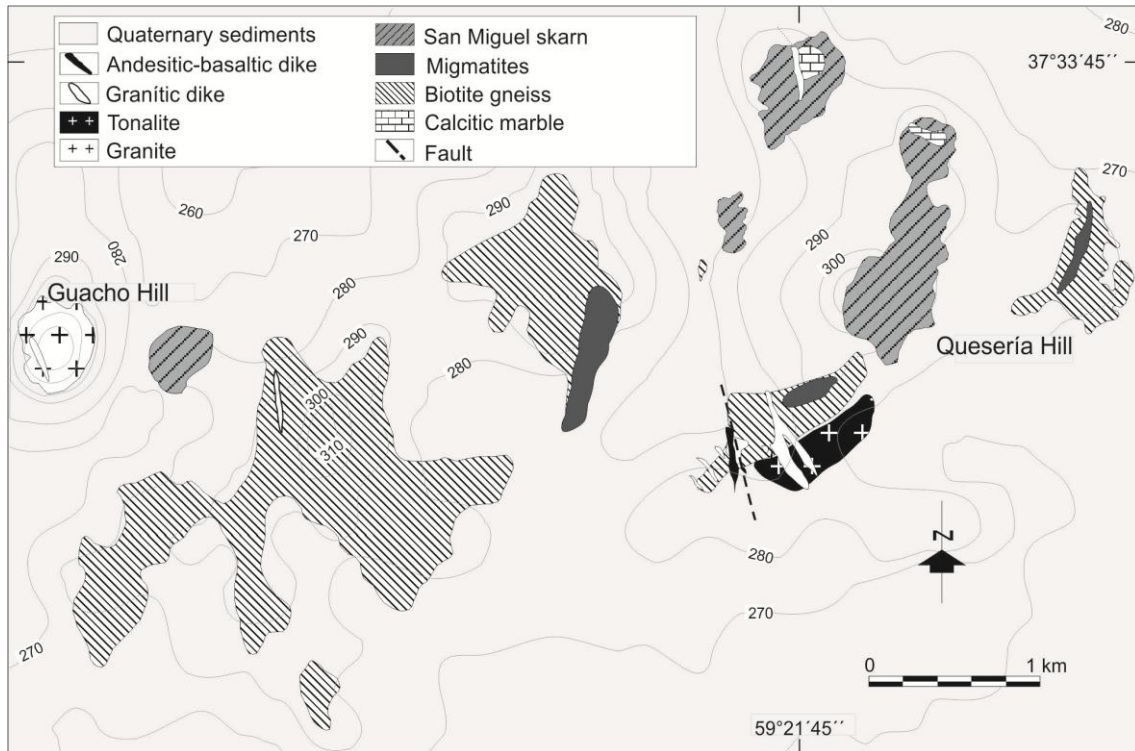 Quaternary sediments
Andesitic-basaltic dike
Granític dike
Tonalite
Granite
San Miguel skarn
Migmatites
Biotite gneiss
Calcitic marble
Fault
280
37°33´45´´
270
290
260
270
290
280
290
280
300
Guacho Hill
290
280
Quesería Hill
300
310
280
N
270
270
0 1 km
59°21´45´´